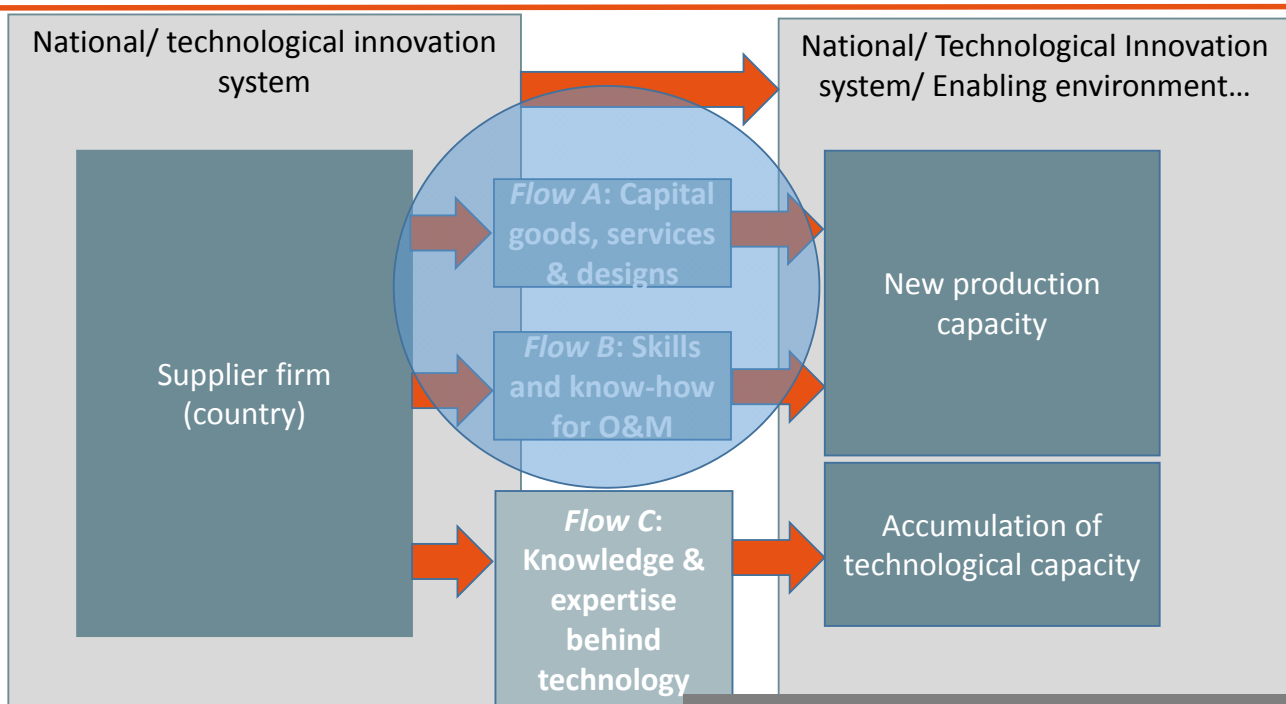 National/ technological innovation
system
National/ Technological Innovation
system/ Enabling environment…
Supplier firm
(country)
Flow A: Capital
goods, services
& designs
Flow B: Skills
and know-how
for O&M
Flow C:
Knowledge &
expertise
behind
technology
New production
capacity
Accumulation of
technological capacity